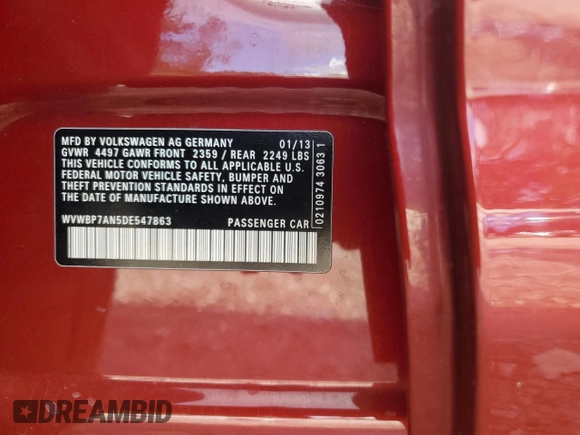 MFD BY VOLKSWAGEN AG GERMANY 01/13
GVWR 4497 GAWR FRONT 2359 / REAR 2249 LBS
THIS VEHICLE CONFORMS TO ALL APPLICABLE U.S.
FEDERAL MOTOR VEHICLE SAFETY, BUMPER AND
THEFT PREVENTION STANDARDS IN EFFECT ON
THE DATE OF MANUFACTURE SHOWN ABOVE.
WVWBP7AN5DE547863 PASSENGER CAR
0210974 30631
DREAMBID